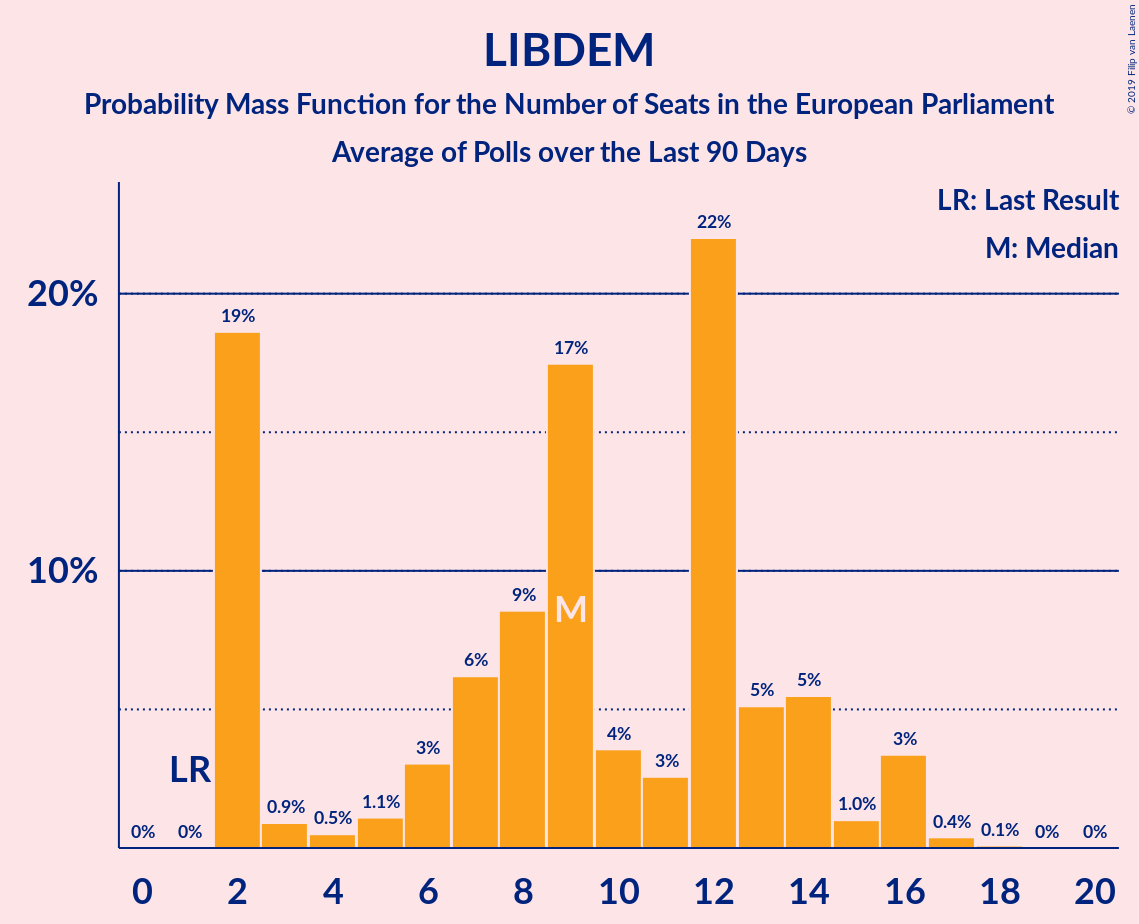 LIBDEM
Probability Mass Function for the Number of Seats in the European Parliament
Average of Polls over the Last 90 Days
© 2019 Filip van Laenen
LR: Last Result
M: Median
20%
10%
0%
0%
19%
0.9%
0.5%
1.1%
3%
6%
9%
17%
4%
3%
22%
5%
5%
1.0%
3%
0.4%
0.1%
0%
0%
LR
M
0 2 4 6 8 10 12 14 16 18 20